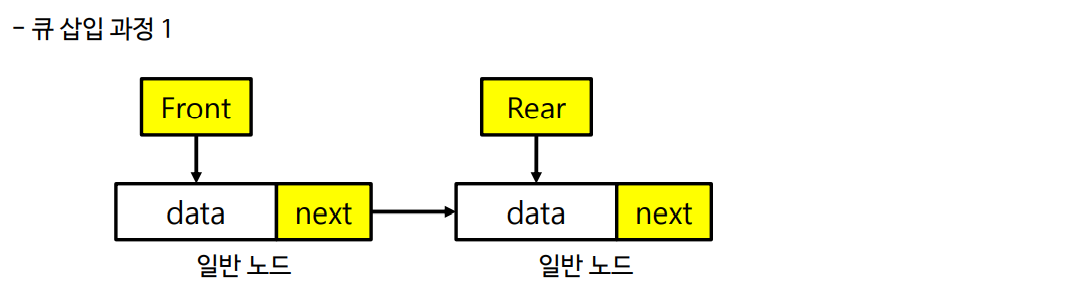 - 큐 삽입 과정 1
Front Rear
data next data next
일반 노드 일반 노드